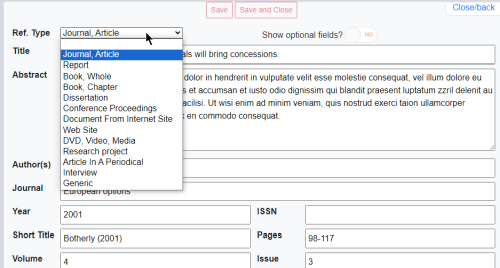 Save Save and Close Close/back
Ref. Type Journal, Article Show optional fields? NO
Title Journal, Article als will bring concessions.
Report
Abstract Book, Whole dolor in hendrerit in vulputate velit esse molestie consequat, vel illum dolore eu
Book, Chapter s et accumsan et iusto odio dignissim qui blandit praesent luptatum zzril delenit au
Dissertation acilisi. Ut wisi enim ad minim veniam, quis nostrud exerci taion ullamcorper
Conference Proceedings
Document From Internet Site t en commodo consequat.
Web Site
DVD, Video, Media
Research project
Author(s) Article In A Periodical
Interview
Journal Generic
European options
Year 2001 ISSN
Short Title Botherly (2001) Pages 98-117
Volume 4 Issue 3